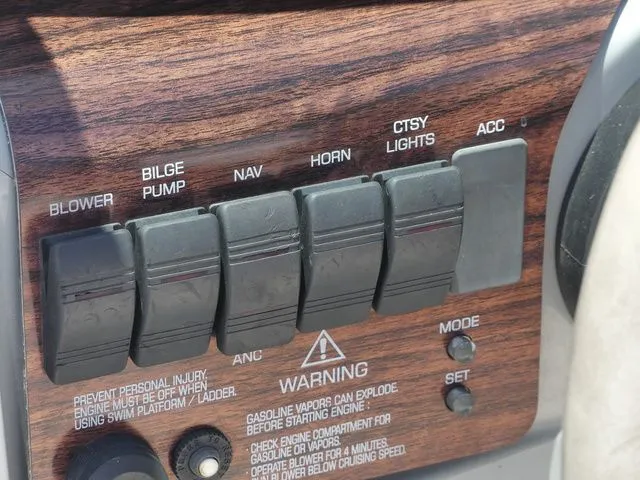 BLOWER
BILGE
PUMP
NAV
HORN
CTSY
LIGHTS
ACC
ANC
MODE
SET
PREVENT PERSONAL INJURY.
ENGINE MUST BE OFF WHEN
USING SWIM PLATFORM / LADDER.
WARNING
GASOLINE VAPORS CAN EXPLODE.
BEFORE STARTING ENGINE :
- CHECK ENGINE COMPARTMENT FOR
GASOLINE OR VAPORS.
- OPERATE BLOWER FOR 4 MINUTES.
BLOWER BELOW CRUISING SPEED.